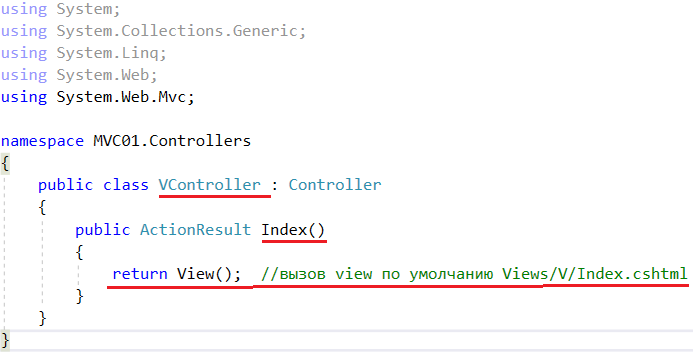 using System;
using System.Collections.Generic;
using System.Linq;
using System.Web;
using System.Web.Mvc;
namespace MVC01.Controllers
{
public class VController : Controller
{
public ActionResult Index()
{
return View(); //вызов view по умолчанию Views/V/Index.cshtml
}
}
}